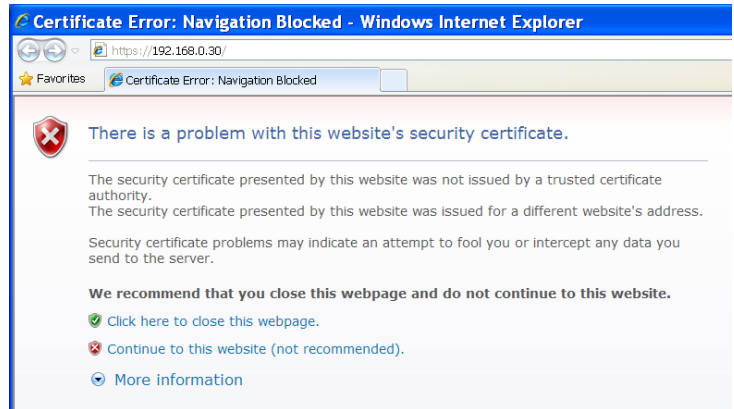 Certificate Error: Navigation Blocked - Windows Internet Explorer
https://192.168.0.30/
Favorites
Certificate Error: Navigation Blocked
There is a problem with this website's security certificate.
The security certificate presented by this website was not issued by a trusted certificate
authority.
The security certificate presented by this website was issued for a different website's address.
Security certificate problems may indicate an attempt to fool you or intercept any data you
send to the server.
We recommend that you close this webpage and do not continue to this website.
Click here to close this webpage.
Continue to this website (not recommended).
More information